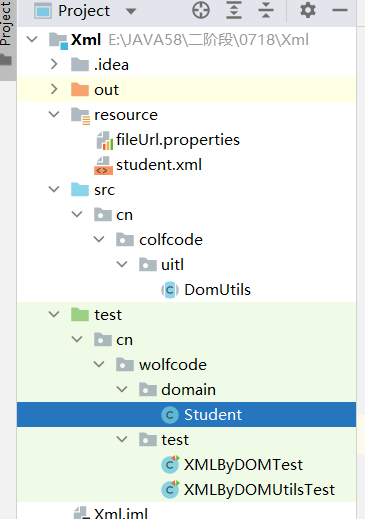 Project
Project
Xml E:\JAVA58\二阶段\0718\Xml
.idea
out
resource
fileUrl.properties
student.xml
src
cn
colfcode
uitl
DomUtils
test
cn
wolfcode
domain
Student
test
XMLByDOMTest
XMLByDOMUtilsTest
Xml.iml